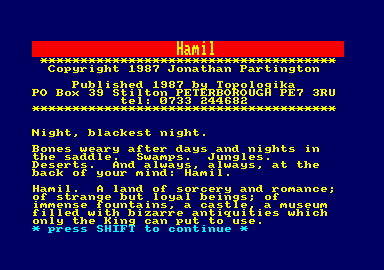 Hamil
**************************************
Copyright 1987 Jonathan Partington
Published 1987 by Topologika
PO Box 39 Stilton PETERBOROUGH PE7 3RU
tel: 0733 244682
**************************************
Night, blackest night.
Bones weary after days and nights in
the saddle.  Swamps.  Jungles.
Deserts.  And always, always, at the
back of your mind: Hamil.
Hamil.  A land of sorcery and romance;
of strange but loyal beings; of
immense fountains, a castle, a museum
filled with bizarre antiquities which
only the King can put to use.
* press SHIFT to continue *